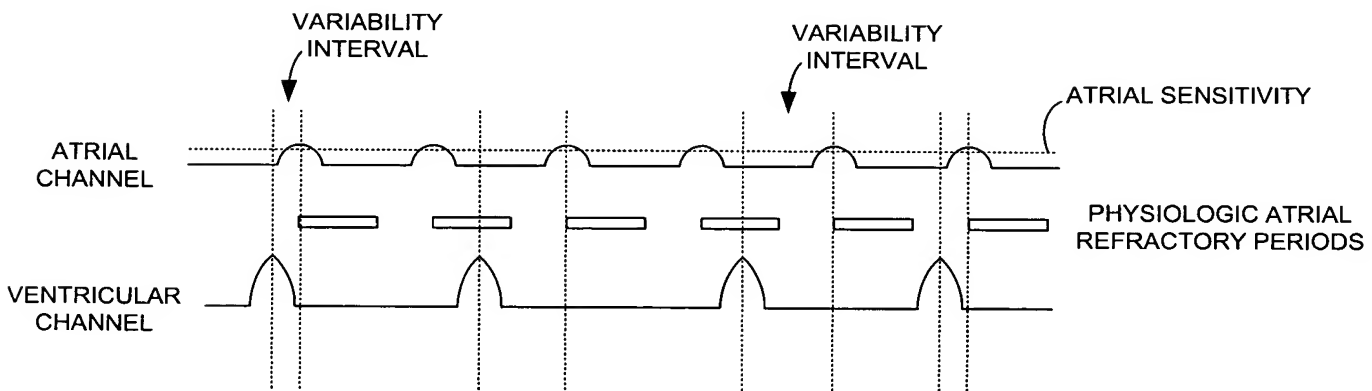 VARIABILITY
INTERVAL
VARIABILITY
INTERVAL
ATRIAL SENSITIVITY
ATRIAL
CHANNEL
PHYSIOLOGIC ATRIAL
REFRACTORY PERIODS
VENTRICULAR
CHANNEL